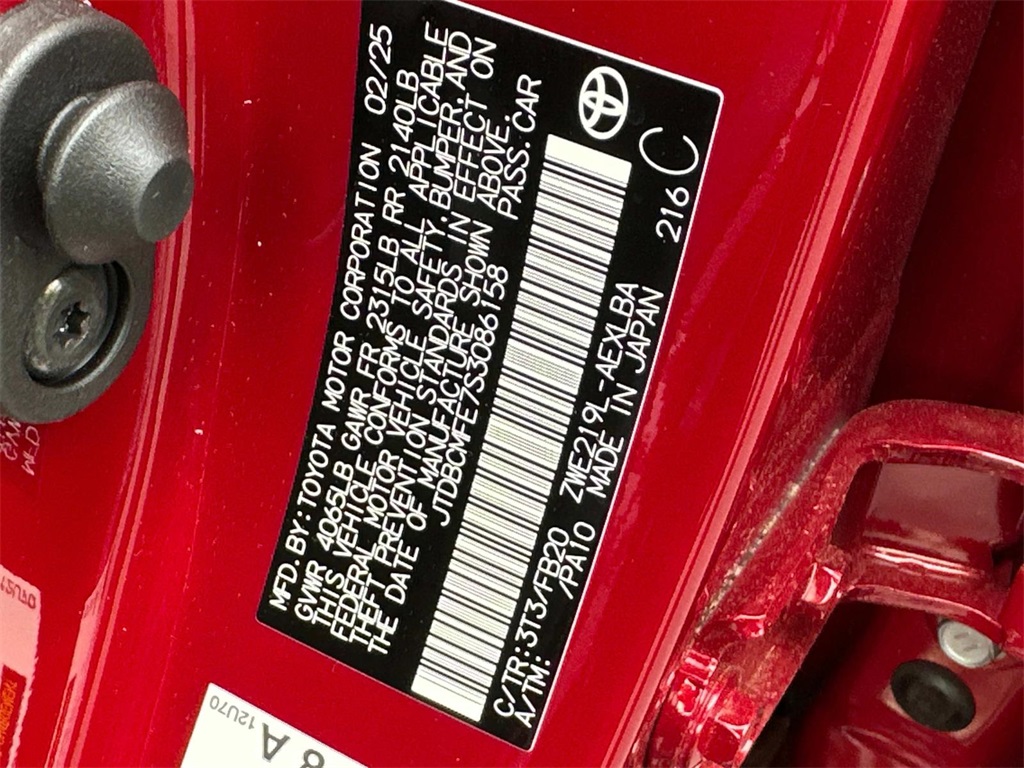 MFD. BY: TOYOTA MOTOR CORPORATION 02/25
GVWR 4065LB GAWR FR 2315LB RR 2140LB
THIS VEHICLE CONFORMS TO ALL APPLICABLE
FEDERAL MOTOR VEHICLE SAFETY, BUMPER, AND
THEFT PREVENTION STANDARDS IN EFFECT ON
THE DATE OF MANUFACTURE SHOWN ABOVE.
JTDBCMFE7S3086158 PASS. CAR
C/TR: 3T3/FB20 ZWE219L-AEXLBA
A/TM: /PA10 MADE IN JAPAN 216 C
A
12U70